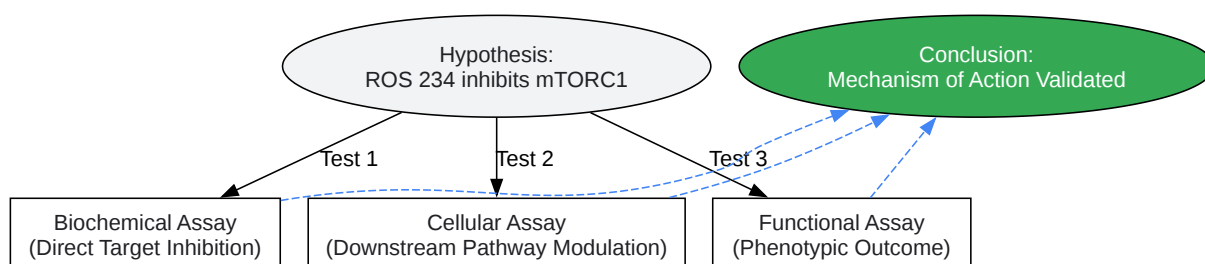 Hypothesis:
ROS 234 inhibits mTORC1
Conclusion:
Mechanism of Action Validated
Test 1
Test 2
Test 3
Biochemical Assay
(Direct Target Inhibition)
Cellular Assay
(Downstream Pathway Modulation)
Functional Assay
(Phenotypic Outcome)